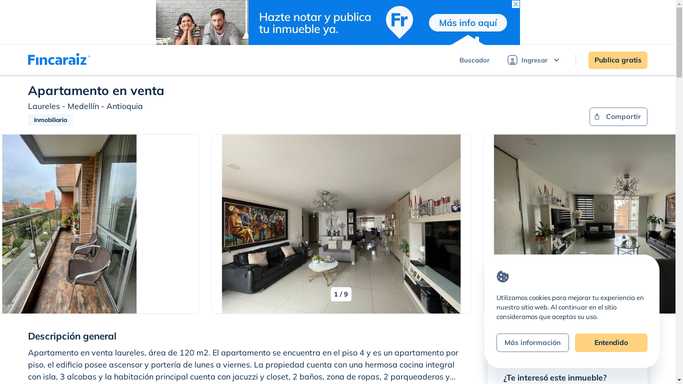 Hazte notar y publica
tu inmueble ya.
Fr
Más info aquí
Fincaraiz
Buscador
Ingresar
Publica gratis
Apartamento en venta
Laureles - Medellín - Antioquia
Inmobiliaria
Compartir
1 / 9
Utilizamos cookies para mejorar tu experiencia en
nuestro sitio web. Al continuar en el sitio
consideramos que aceptas su uso.
Más información
Entendido
Descripción general
Apartamento en venta laureles, área de 120 m2. El apartamento se encuentra en el piso 4 y es un apartamento por
piso, el edificio posee ascensor y portería de lunes a viernes. La propiedad cuenta con una hermosa cocina integral
con isla, 3 alcobas y la habitación principal cuenta con jacuzzi y closet, 2 baños, zona de ropas, 2 parqueaderos y...
¿Te interesó este inmueble?